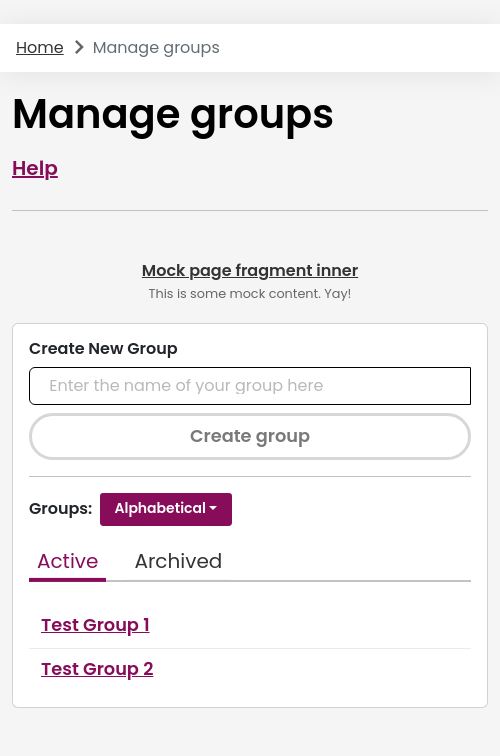 Home > Manage groups
Manage groups
Help
Mock page fragment inner
This is some mock content. Yay!
Create New Group
Enter the name of your group here
Create group
Groups: Alphabetical
Active Archived
Test Group 1
Test Group 2